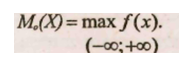 Mₒ(X) = max f(x).
(−∞;+∞)